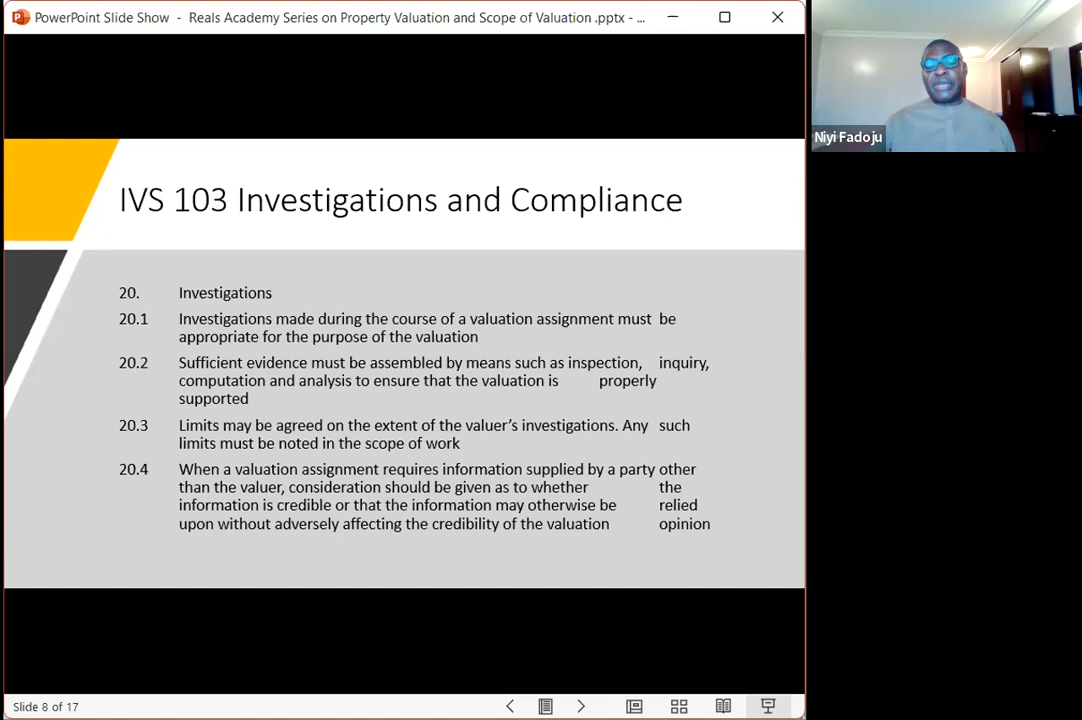 PowerPoint Slide Show - Reals Academy Series on Property Valuation and Scope of Valuation .pptx - ...
Niyi Fadoju
IVS 103 Investigations and Compliance
20. Investigations
20.1 Investigations made during the course of a valuation assignment must be
appropriate for the purpose of the valuation
20.2 Sufficient evidence must be assembled by means such as inspection, inquiry,
computation and analysis to ensure that the valuation is properly
supported
20.3 Limits may be agreed on the extent of the valuer’s investigations. Any such
limits must be noted in the scope of work
20.4 When a valuation assignment requires information supplied by a party other
than the valuer, consideration should be given as to whether the
information is credible or that the information may otherwise be relied
upon without adversely affecting the credibility of the valuation opinion
Slide 8 of 17